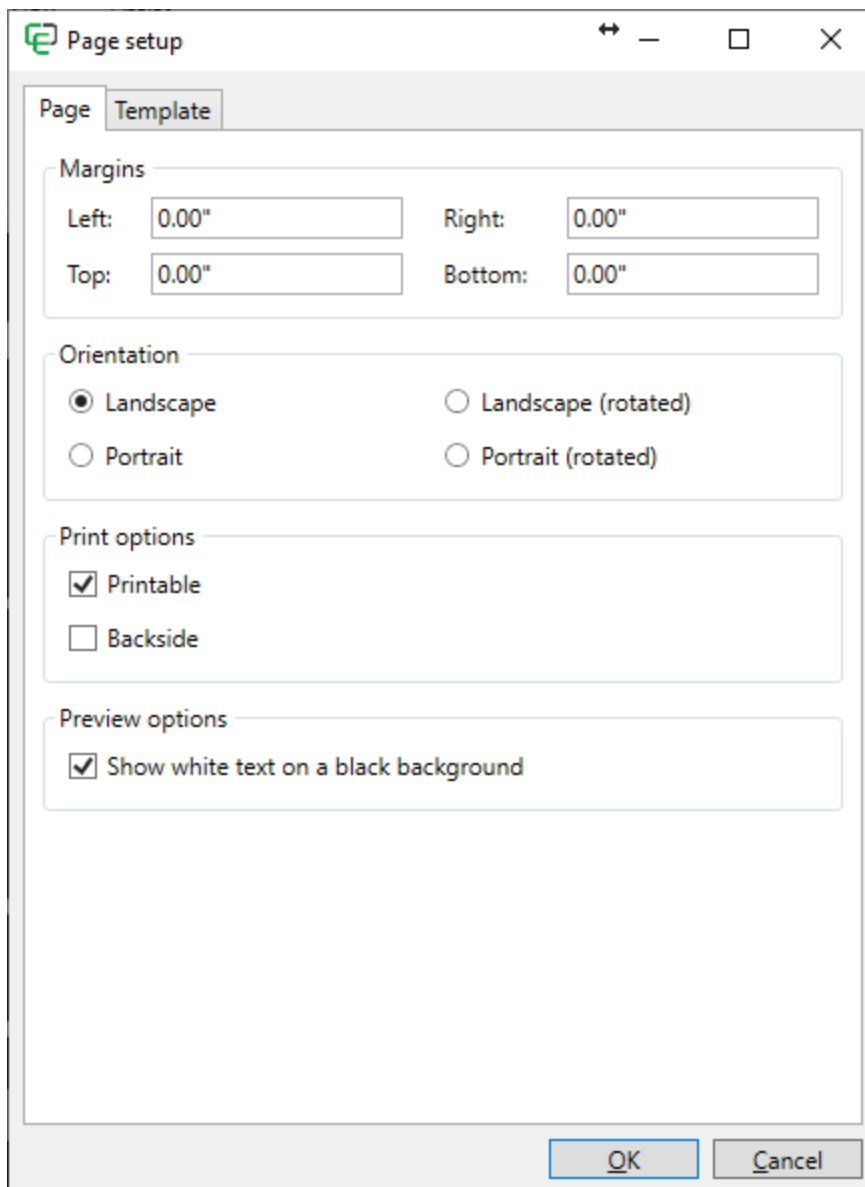 Page setup
Page Template
Margins
Left: 0.00" Right: 0.00"
Top: 0.00" Bottom: 0.00"
Orientation
Landscape Landscape (rotated)
Portrait Portrait (rotated)
Print options
Printable
Backside
Preview options
Show white text on a black background
OK Cancel